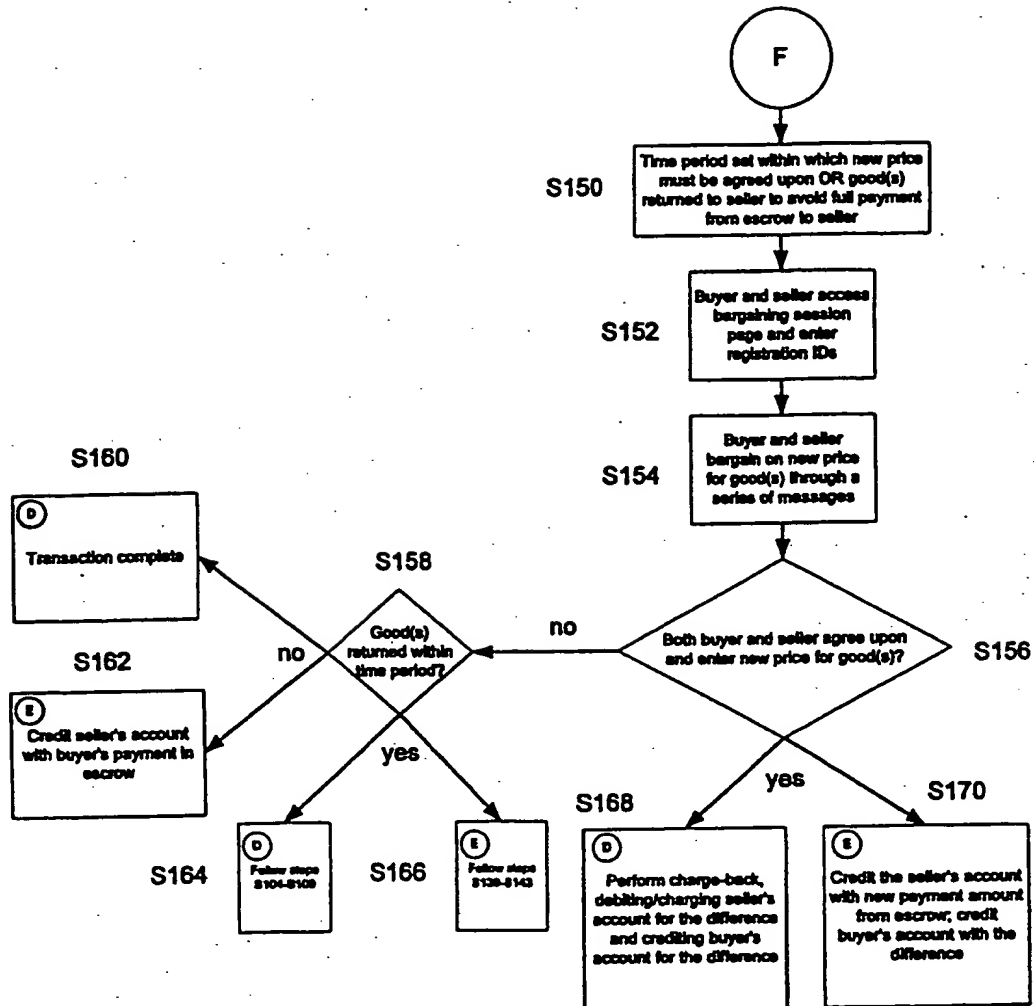 F
S150
Time period set within which new price
must be agreed upon OR good(s)
returned to seller to avoid full payment
from escrow to seller
S152
Buyer and seller access
bargaining session
page and enter
registration IDs
S154
Buyer and seller
bargain on new price
for good(s) through a
series of messages
S156
Both buyer and seller agree upon
and enter new price for good(s)?
no
yes
S158
Good(s)
returned within
time period?
no
yes
S160
D
Transaction complete
S162
E
Credit seller's account
with buyer's payment in
escrow
S164
D
Follow steps
S166
E
Follow steps
S168
D
Perform charge-back,
debiting/charging seller's
account for the difference
and crediting buyer's
account for the difference
S170
E
Credit the seller's account
with new payment amount
from escrow; credit
buyer's account with the
difference